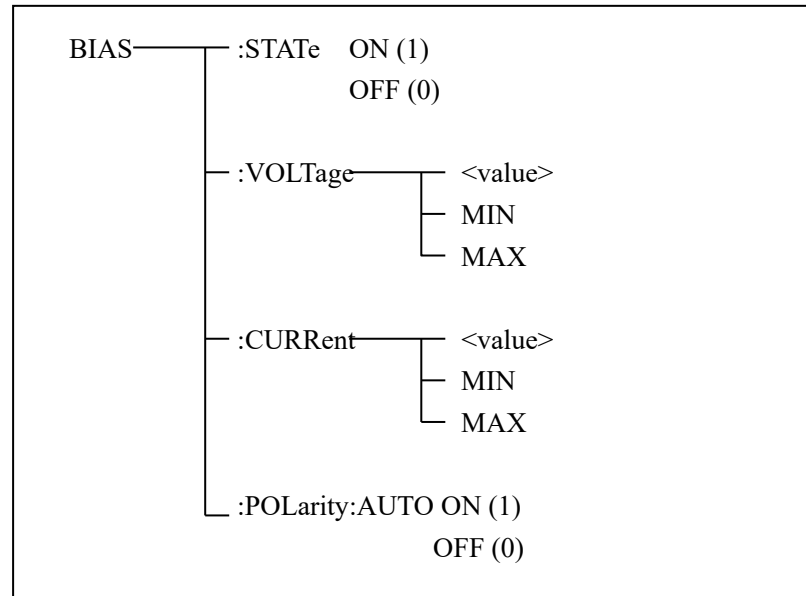 BIAS :STATe ON (1)
OFF (0)
:VOLTage <value>
MIN
MAX
:CURRent <value>
MIN
MAX
:POLarity:AUTO ON (1)
OFF (0)